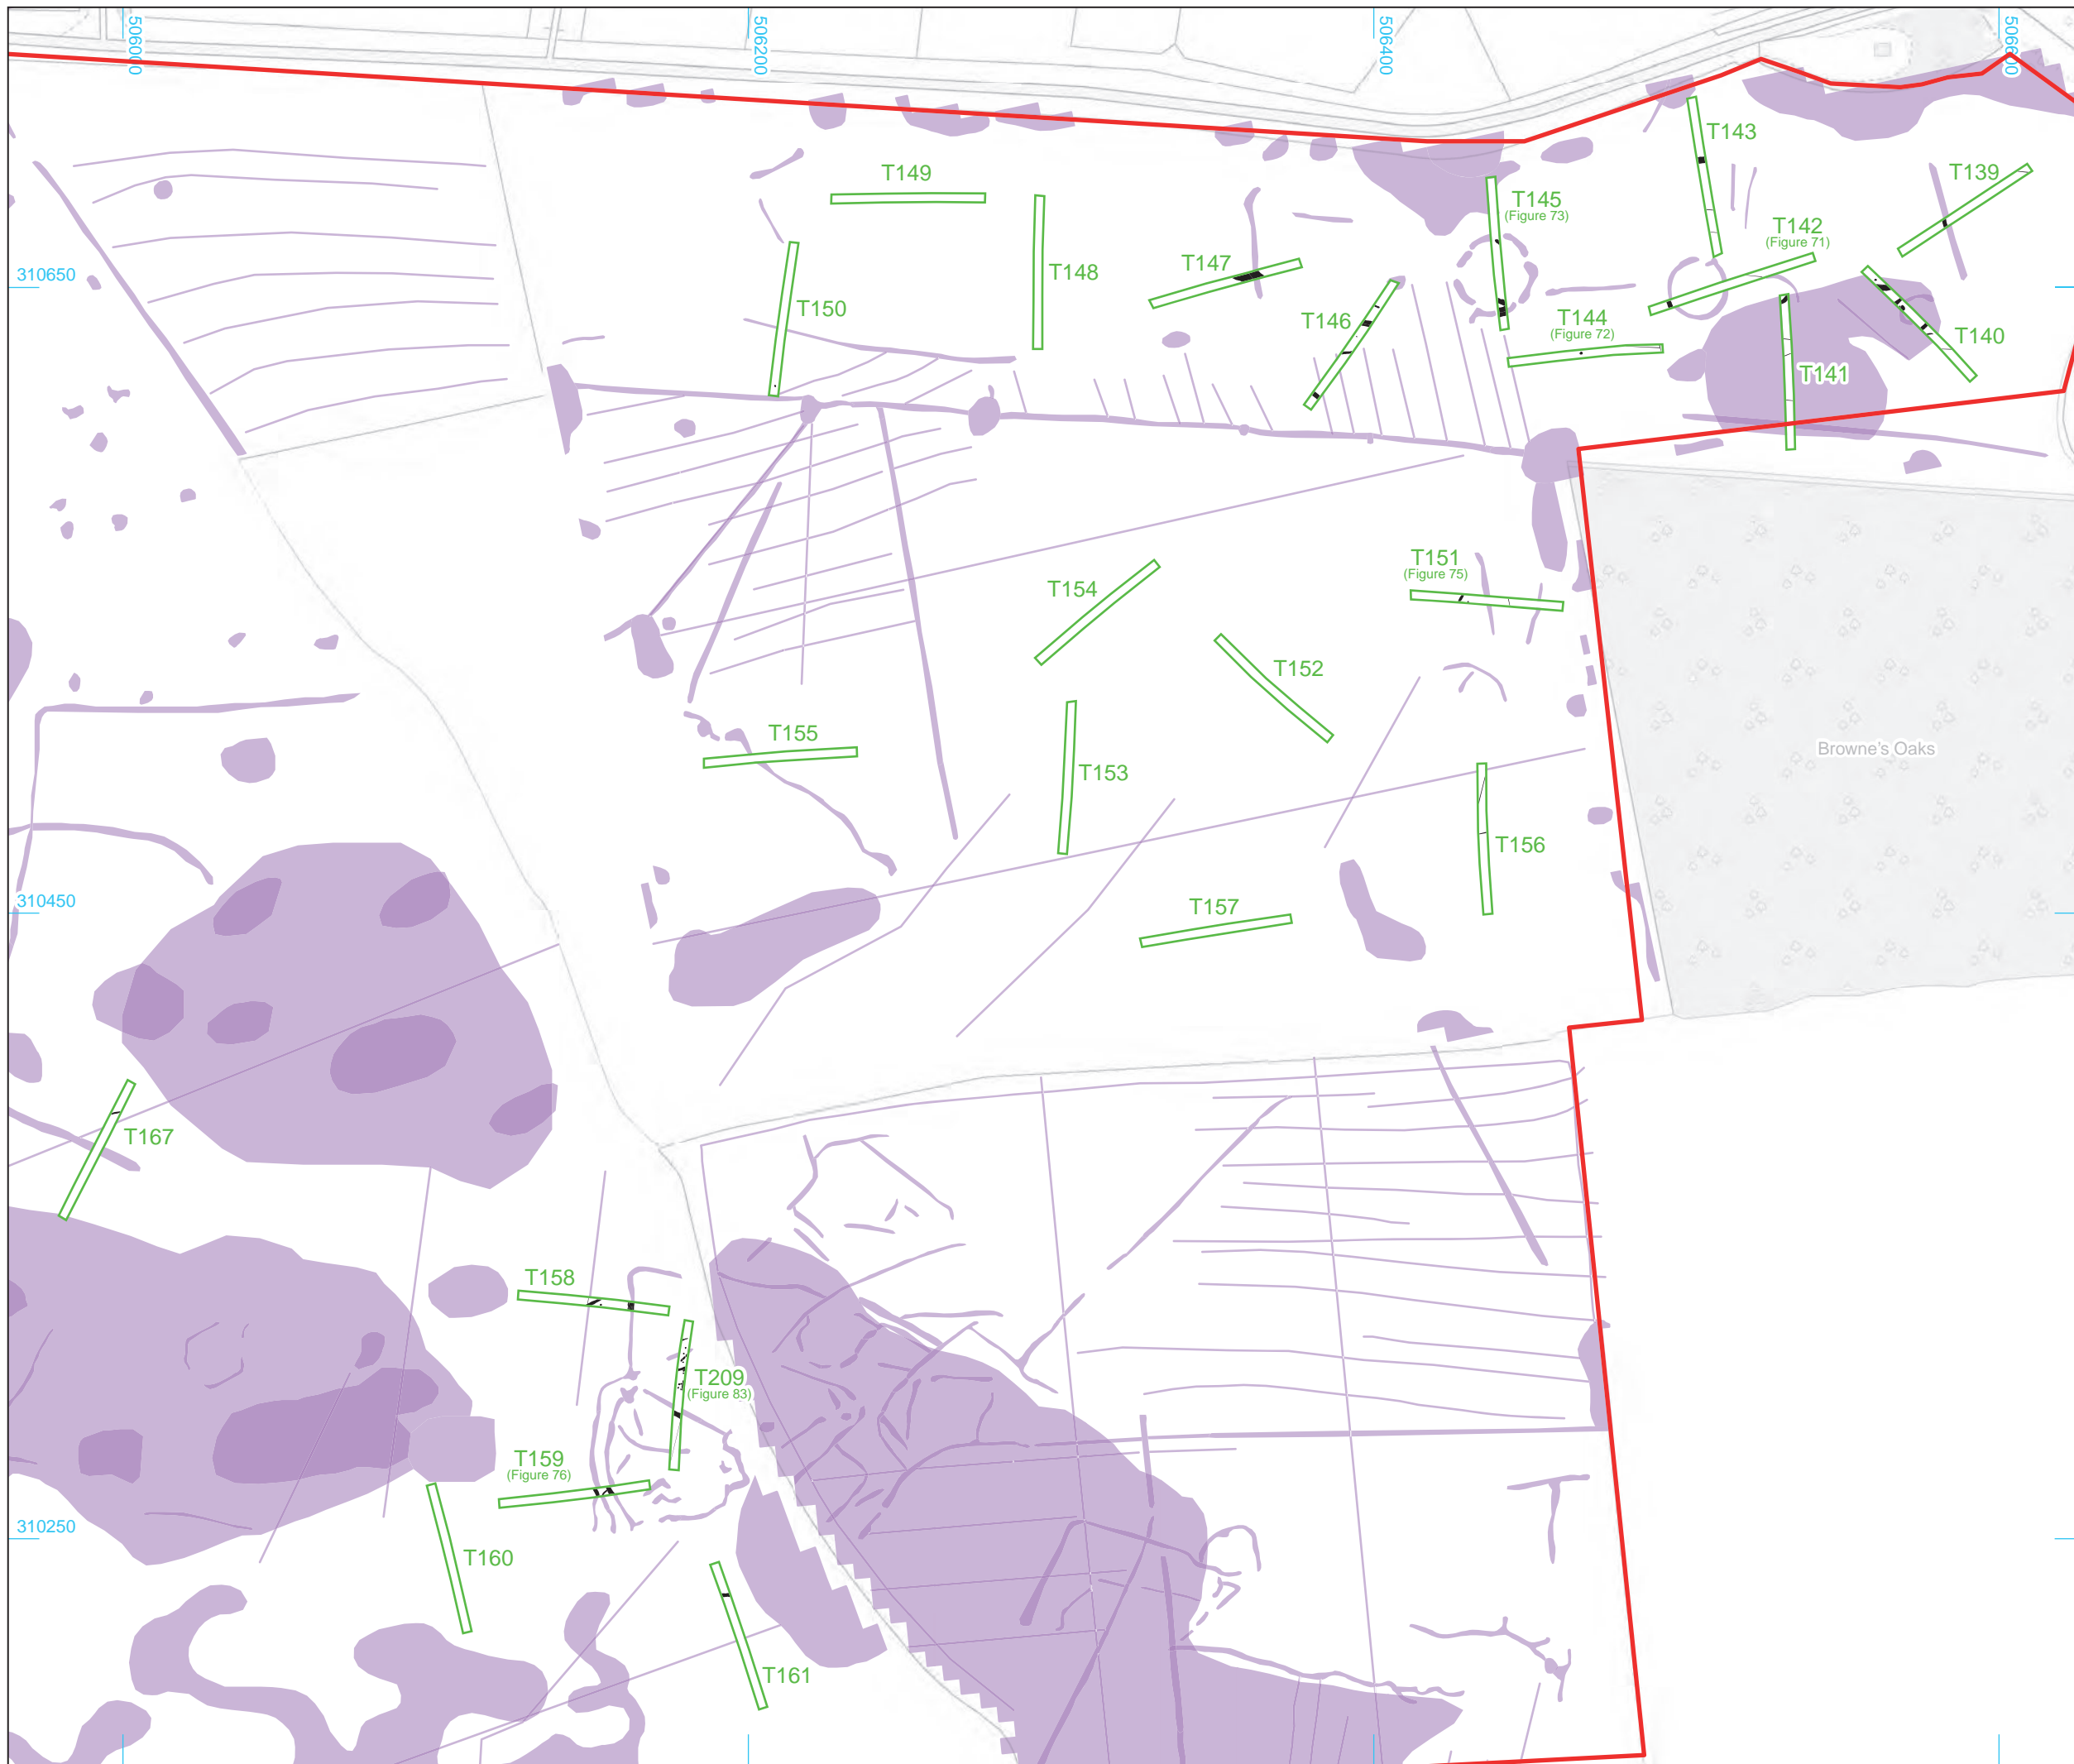 506000
506200
506400
506600
T143
T139
T149
T145
(Figure 73)
T142
(Figure 71)
310650
T147
T148
T150
T146
T144
(Figure 72)
T140
T141
T151
(Figure 75)
T154
T152
Browne's Oaks
T155
T153
T156
310450
T157
T167
T158
T209
(Figure 83)
T159
(Figure 76)
310250
T160
T161